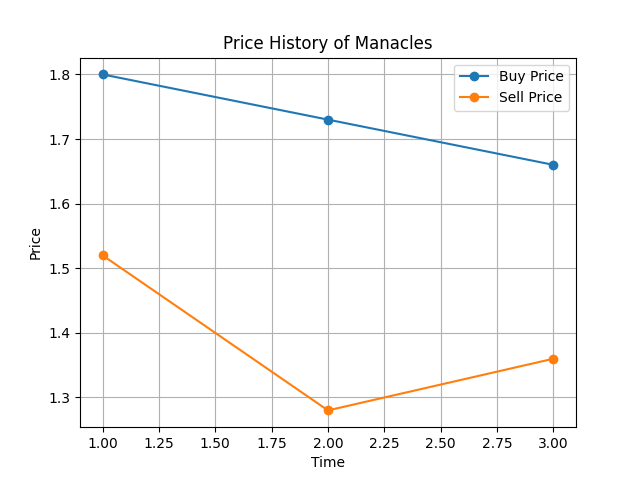 Price History of Manacles
Buy Price
Sell Price
Price
1.8
1.7
1.6
1.5
1.4
1.3
1.00 1.25 1.50 1.75 2.00 2.25 2.50 2.75 3.00
Time